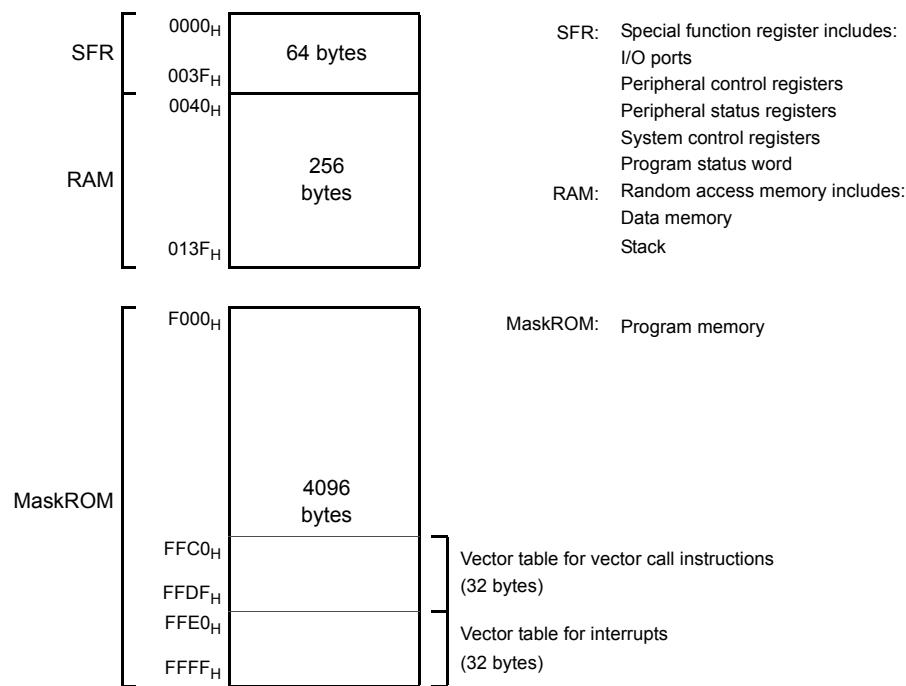 SFR
0000H
64 bytes
003FH
RAM
0040H
256
bytes
013FH
SFR: Special function register includes:
I/O ports
Peripheral control registers
Peripheral status registers
System control registers
Program status word
RAM: Random access memory includes:
Data memory
Stack
MaskROM
F000H
4096
bytes
FFC0H
FFDFH
FFE0H
FFFFH
MaskROM: Program memory
Vector table for vector call instructions
(32 bytes)
Vector table for interrupts
(32 bytes)